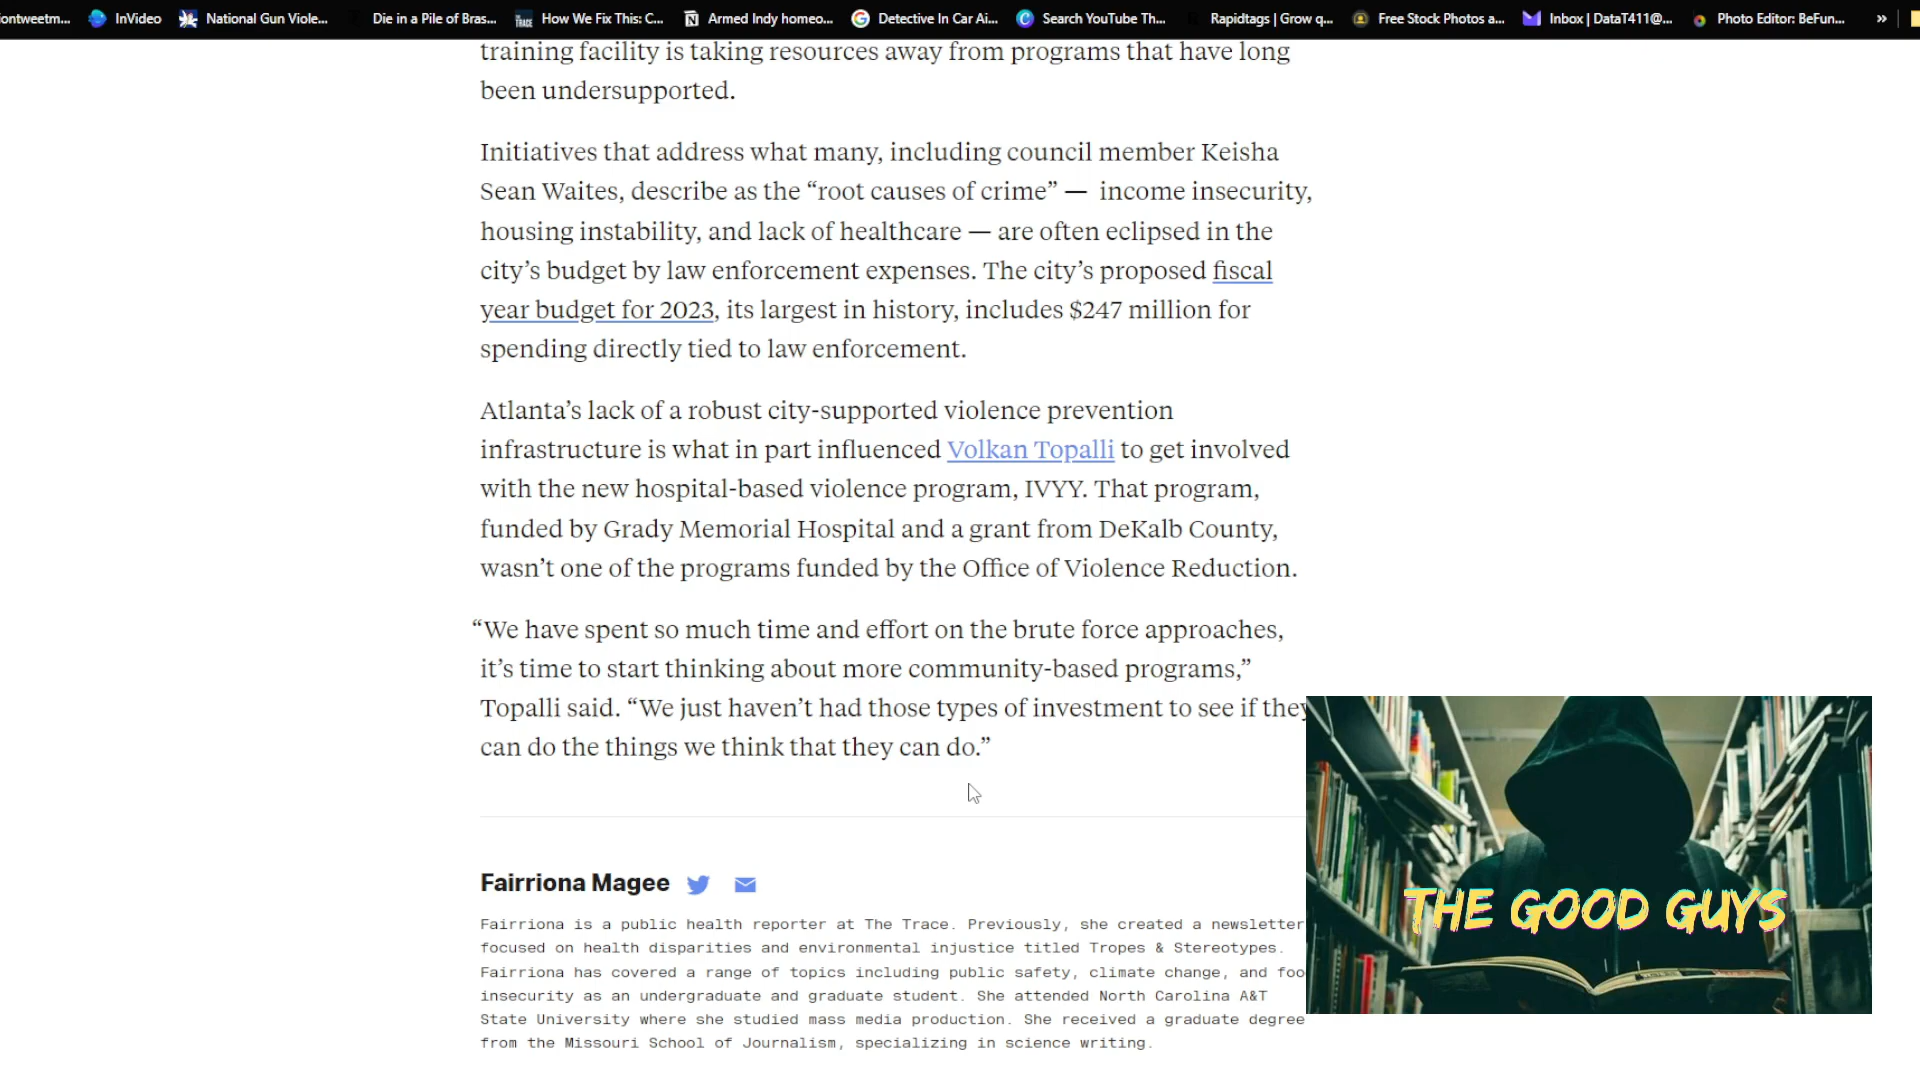 iontweetm...
InVideo
National Gun Viole...
Die in a Pile of Bras...
THE TRACE
How We Fix This: C...
Armed Indy homeo...
Detective In Car Ai...
Search YouTube Th...
Rapidtags | Grow q...
Free Stock Photos a...
Inbox | DataT411@...
Photo Editor: BeFun...
»
training facility is taking resources away from programs that have long
been undersupported.
Initiatives that address what many, including council member Keisha
Sean Waites, describe as the “root causes of crime” — income insecurity,
housing instability, and lack of healthcare — are often eclipsed in the
city’s budget by law enforcement expenses. The city’s proposed fiscal
year budget for 2023, its largest in history, includes $247 million for
spending directly tied to law enforcement.
Atlanta’s lack of a robust city-supported violence prevention
infrastructure is what in part influenced Volkan Topalli to get involved
with the new hospital-based violence program, IVYY. That program,
funded by Grady Memorial Hospital and a grant from DeKalb County,
wasn’t one of the programs funded by the Office of Violence Reduction.
“We have spent so much time and effort on the brute force approaches,
it’s time to start thinking about more community-based programs,”
Topalli said. “We just haven’t had those types of investment to see if they
can do the things we think that they can do.”
THE GOOD GUYS
Fairriona Magee
Fairriona is a public health reporter at The Trace. Previously, she created a newsletter
focused on health disparities and environmental injustice titled Tropes & Stereotypes.
Fairriona has covered a range of topics including public safety, climate change, and foo
insecurity as an undergraduate and graduate student. She attended North Carolina A&T
State University where she studied mass media production. She received a graduate degree
from the Missouri School of Journalism, specializing in science writing.